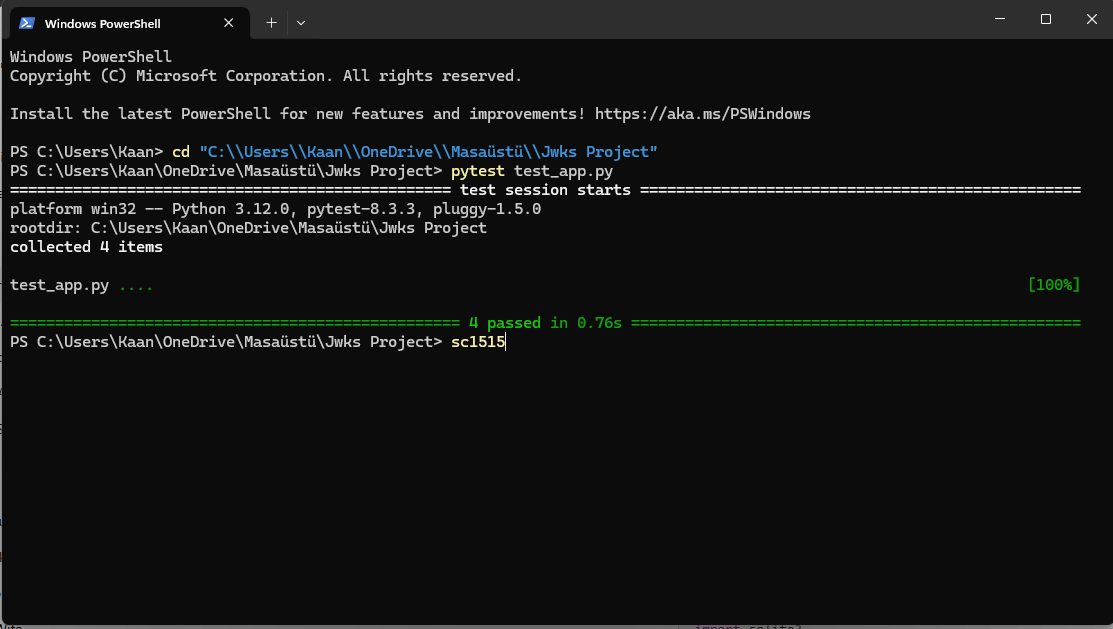 Windows PowerShell
Windows PowerShell
Copyright (C) Microsoft Corporation. All rights reserved.
Install the latest PowerShell for new features and improvements! https://aka.ms/PSWindows
PS C:\Users\Kaan> cd "C:\\Users\\Kaan\\OneDrive\\Masaüstü\\Jwks Project"
PS C:\Users\Kaan\OneDrive\Masaüstü\Jwks Project> pytest test_app.py
================================================= test session starts =================================================
platform win32 -- Python 3.12.0, pytest-8.3.3, pluggy-1.5.0
rootdir: C:\Users\Kaan\OneDrive\Masaüstü\Jwks Project
collected 4 items
test_app.py .... [100%]
================================================== 4 passed in 0.76s ==================================================
PS C:\Users\Kaan\OneDrive\Masaüstü\Jwks Project> sc1515